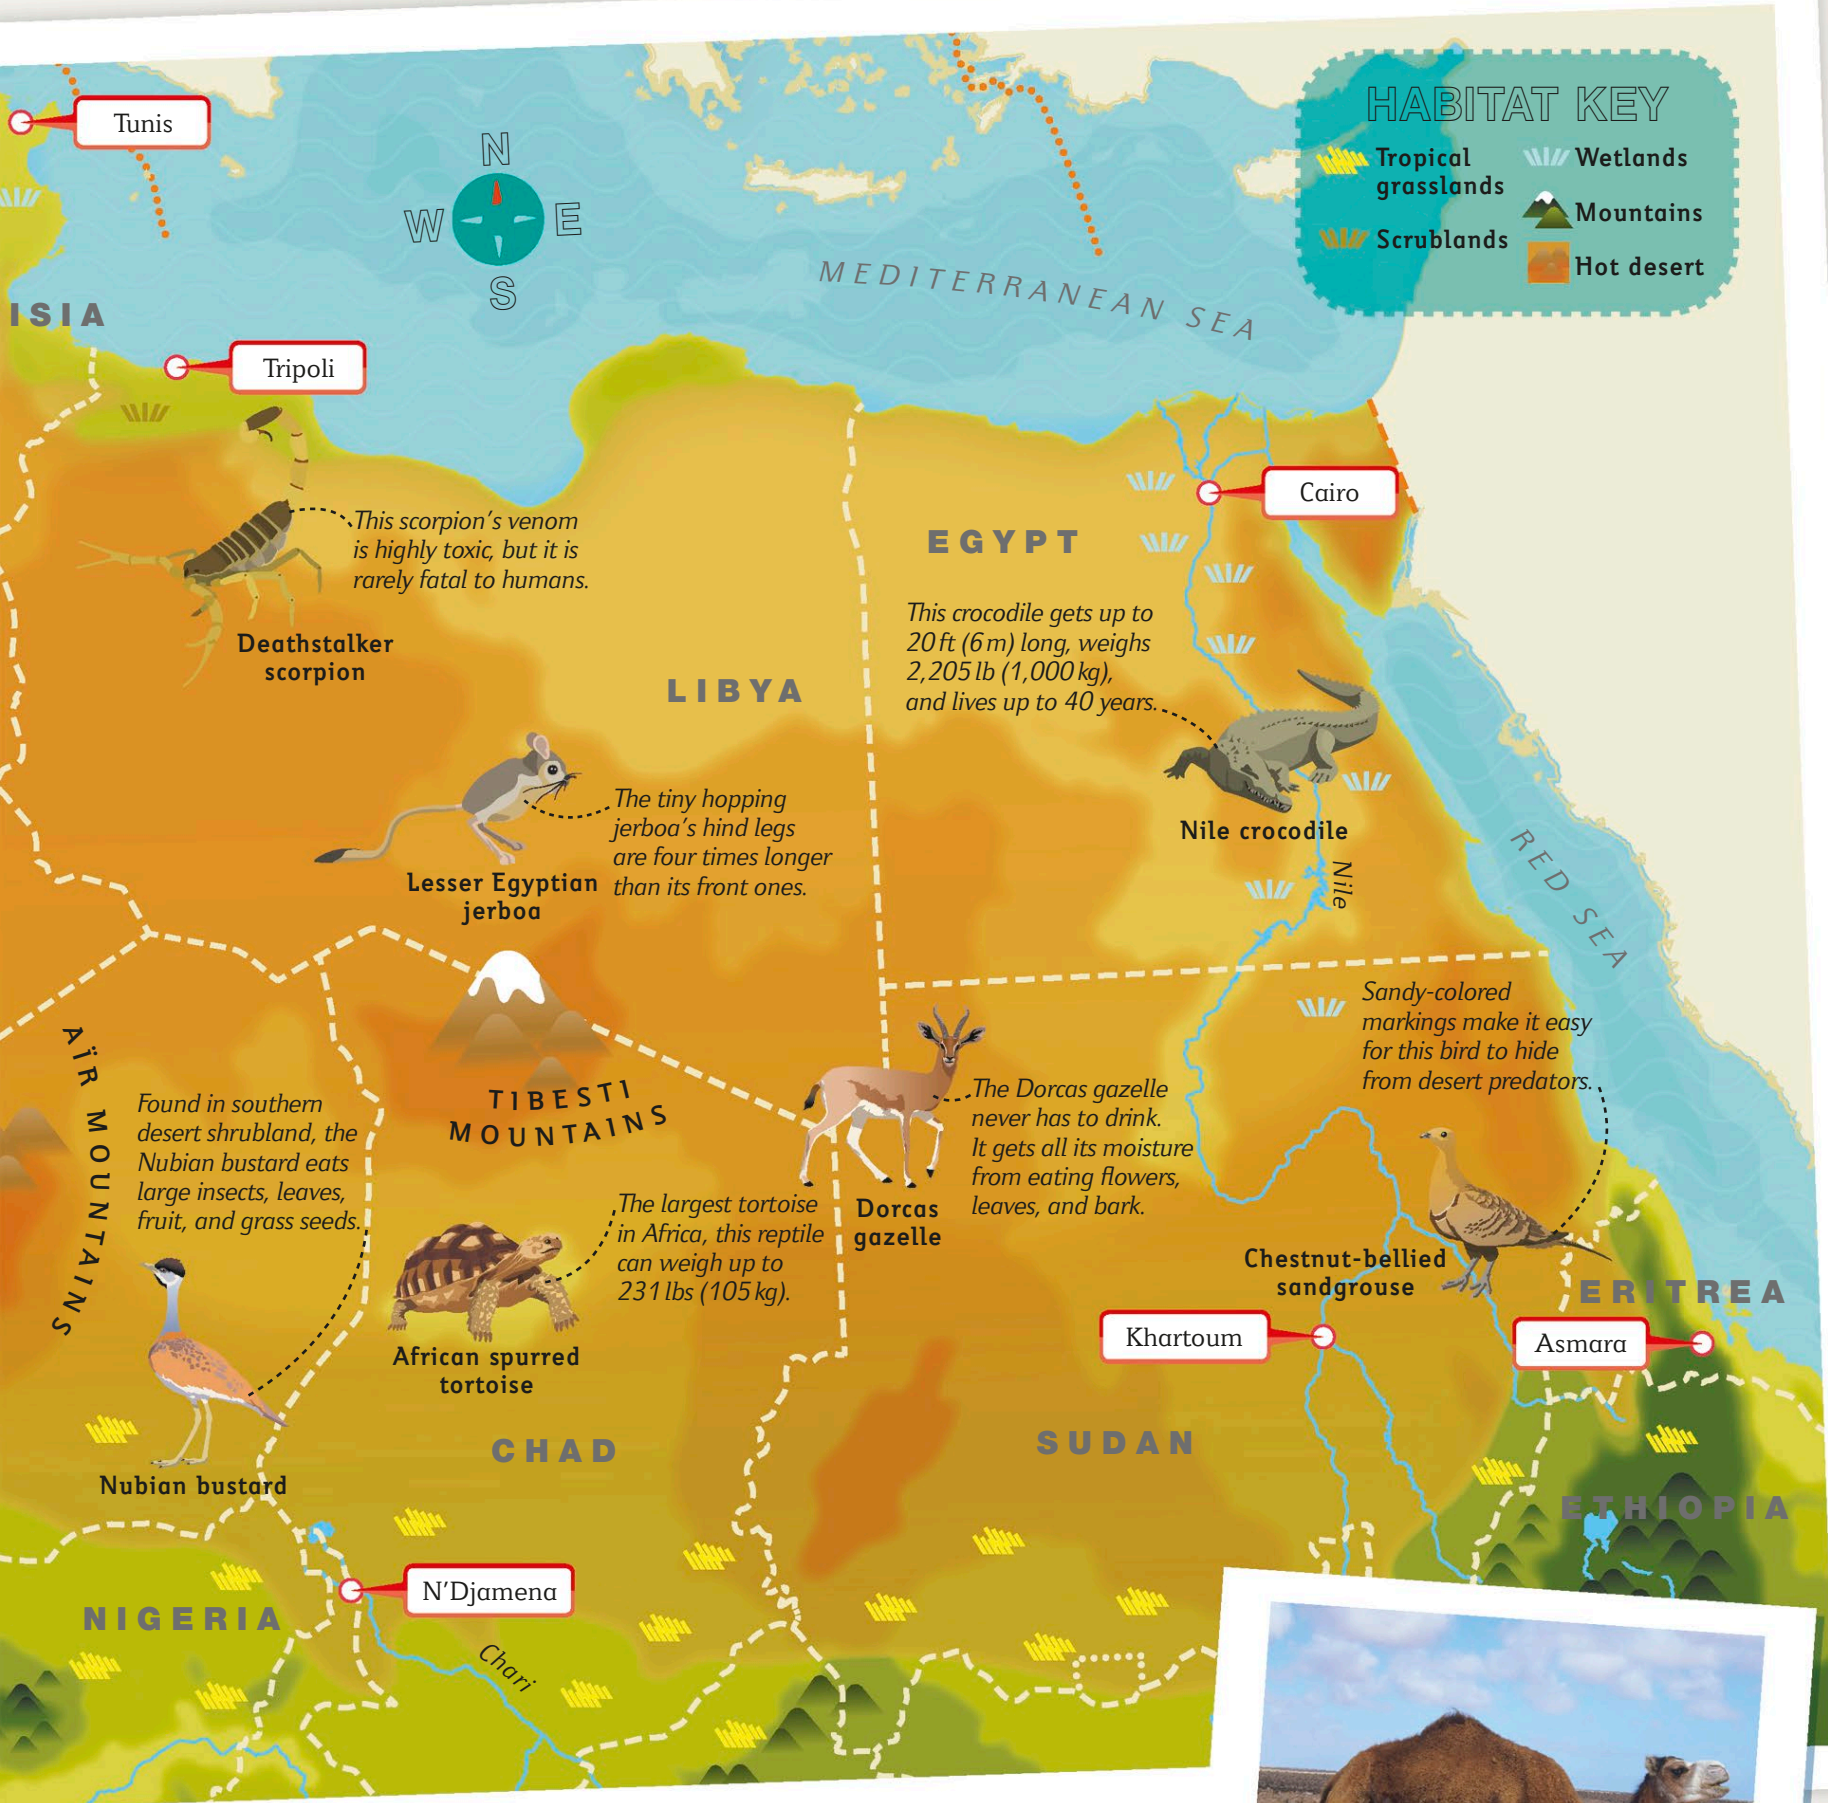 Tunis
N
W
E
S
HABITAT KEY
Tropical
grasslands
Scrublands
Wetlands
Mountains
Hot desert
MEDITERRANEAN SEA
ISIA
Tripoli
This scorpion's venom
is highly toxic, but it is
rarely fatal to humans.
Deathstalker
scorpion
Cairo
EGYPT
This crocodile gets up to
20 ft (6 m) long, weighs
2,205 lb (1,000 kg),
and lives up to 40 years.
Nile crocodile
Nile
LIBYA
The tiny hopping
jerboa's hind legs
are four times longer
than its front ones.
Lesser Egyptian
jerboa
RED SEA
Sandy-colored
markings make it easy
for this bird to hide
from desert predators.
Chestnut-bellied
sandgrouse
AÏR MOUNTAINS
Found in southern
desert shrubland, the
Nubian bustard eats
large insects, leaves,
fruit, and grass seeds.
Nubian bustard
TIBESTI
MOUNTAINS
The largest tortoise
in Africa, this reptile
can weigh up to
231 lbs (105 kg).
African spurred
tortoise
The Dorcas gazelle
never has to drink.
It gets all its moisture
from eating flowers,
leaves, and bark.
Dorcas
gazelle
ERITREA
Khartoum
Asmara
CHAD
SUDAN
ETHIOPIA
N'Djamena
NIGERIA
Chari